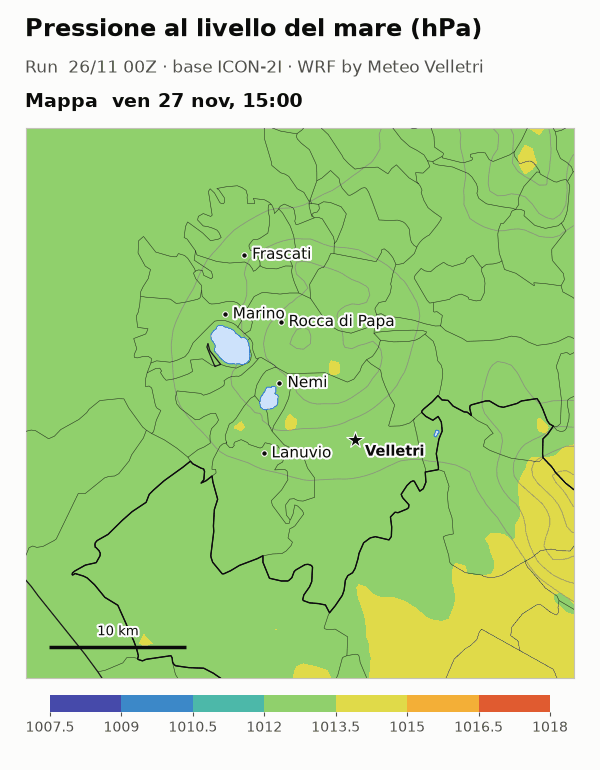 Pressione al livello del mare (hPa)
Run  26/11 00Z · base ICON-2I · WRF by Meteo Velletri
Mappa  ven 27 nov, 15:00
Frascati
Marino
Rocca di Papa
Nemi
Velletri
Lanuvio
10 km
1007.5 1009 1010.5 1012 1013.5 1015 1016.5 1018